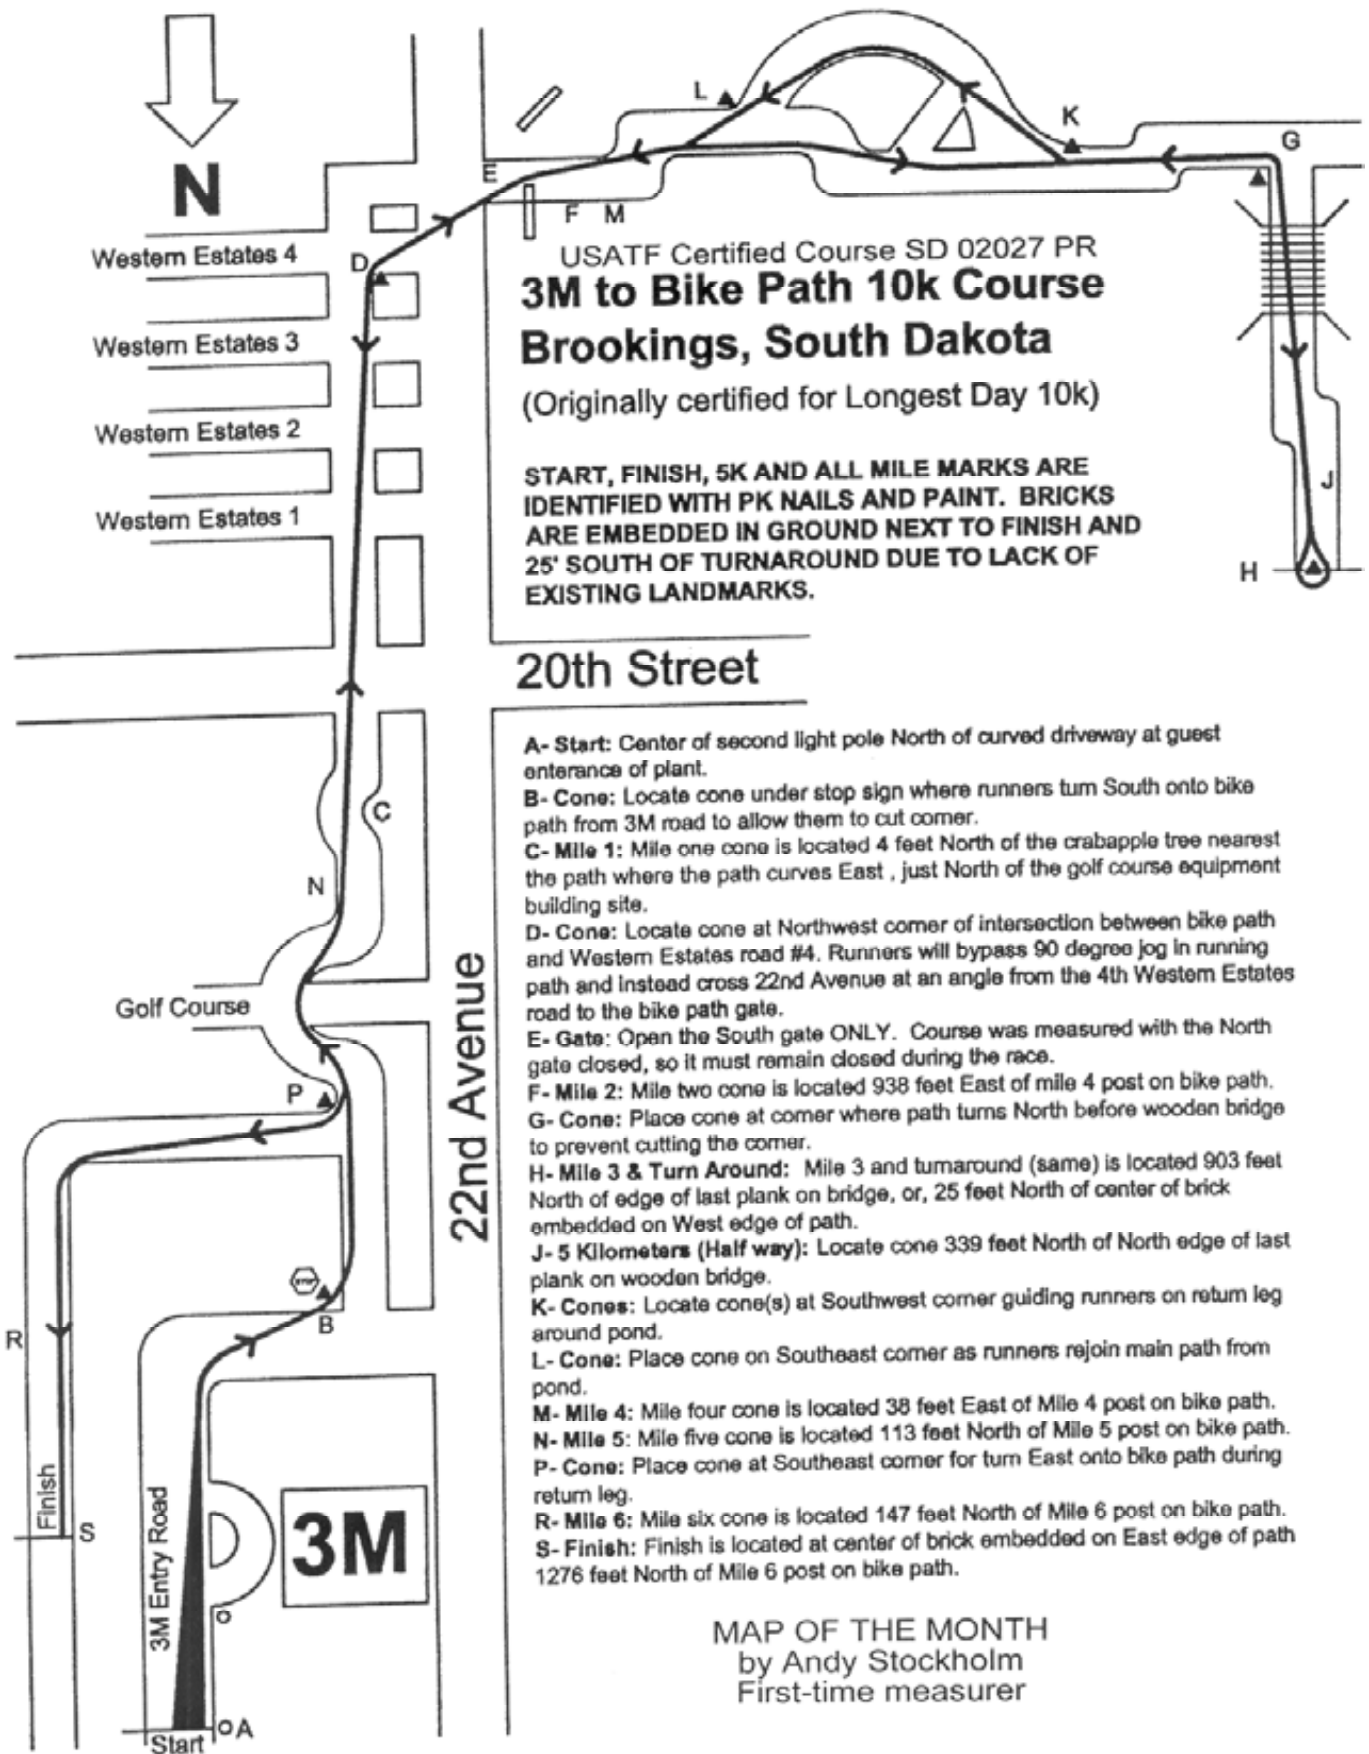 L
K
G
N
E
F M
Western Estates 4
D
USATF Certified Course SD 02027 PR
3M to Bike Path 10k Course
Brookings, South Dakota
Western Estates 3
(Originally certified for Longest Day 10k)
Western Estates 2
START, FINISH, 5K AND ALL MILE MARKS ARE
IDENTIFIED WITH PK NAILS AND PAINT. BRICKS
ARE EMBEDDED IN GROUND NEXT TO FINISH AND
25' SOUTH OF TURNAROUND DUE TO LACK OF
EXISTING LANDMARKS.
Western Estates 1
J
H
20th Street
A- Start: Center of second light pole North of curved driveway at guest
enterance of plant.
B- Cone: Locate cone under stop sign where runners turn South onto bike
path from 3M road to allow them to cut corner.
C- Mile 1: Mile one cone is located 4 feet North of the crabapple tree nearest
the path where the path curves East , just North of the golf course equipment
building site.
D- Cone: Locate cone at Northwest corner of intersection between bike path
and Western Estates road #4. Runners will bypass 90 degree jog in running
path and instead cross 22nd Avenue at an angle from the 4th Western Estates
road to the bike path gate.
E- Gate: Open the South gate ONLY. Course was measured with the North
gate closed, so it must remain closed during the race.
F- Mile 2: Mile two cone is located 938 feet East of mile 4 post on bike path.
G- Cone: Place cone at corner where path turns North before wooden bridge
to prevent cutting the corner.
H- Mile 3 & Turn Around: Mile 3 and turnaround (same) is located 903 feet
North of edge of last plank on bridge, or, 25 feet North of center of brick
embedded on West edge of path.
J- 5 Kilometers (Half way): Locate cone 339 feet North of North edge of last
plank on wooden bridge.
K- Cones: Locate cone(s) at Southwest corner guiding runners on return leg
around pond.
L- Cone: Place cone on Southeast corner as runners rejoin main path from
pond.
M- Mile 4: Mile four cone is located 38 feet East of Mile 4 post on bike path.
N- Mile 5: Mile five cone is located 113 feet North of Mile 5 post on bike path.
P- Cone: Place cone at Southeast corner for turn East onto bike path during
return leg.
R- Mile 6: Mile six cone is located 147 feet North of Mile 6 post on bike path.
S- Finish: Finish is located at center of brick embedded on East edge of path
1276 feet North of Mile 6 post on bike path.
C
N
Golf Course
22nd Avenue
P
STOP
B
R
Finish
S
3M Entry Road
3M
A
Start
MAP OF THE MONTH
by Andy Stockholm
First-time measurer